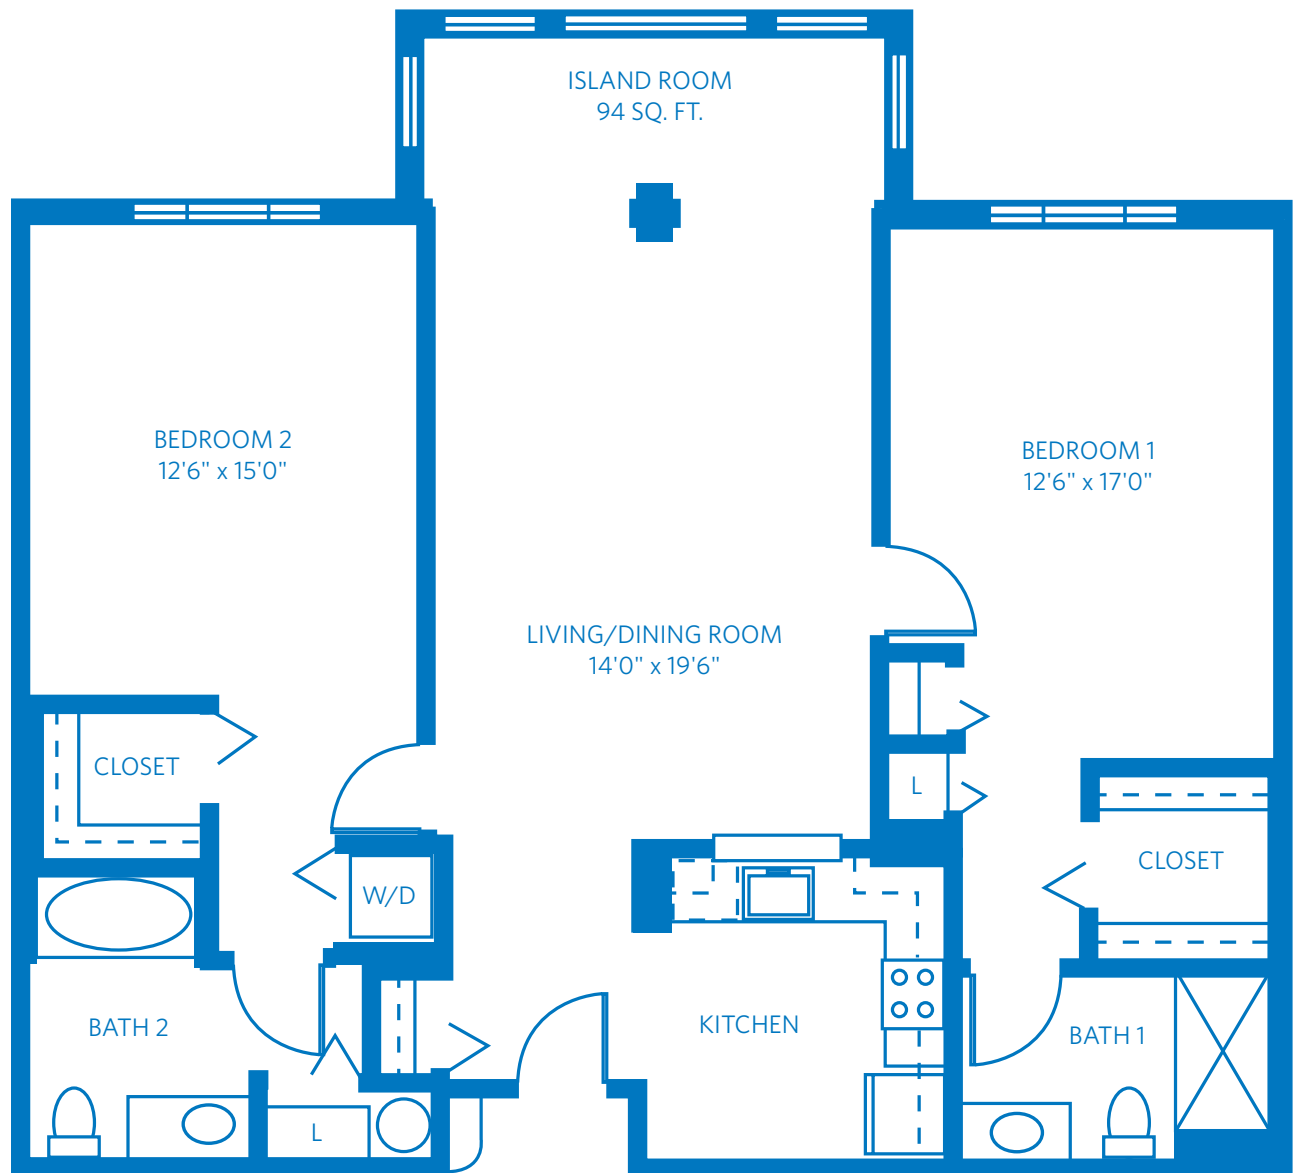 ISLAND ROOM
94 SQ. FT.
BEDROOM 2
12'6" x 15'0"
BEDROOM 1
12'6" x 17'0"
LIVING/DINING ROOM
14'0" x 19'6"
CLOSET
L
CLOSET
W/D
BATH 2
KITCHEN
BATH 1
L